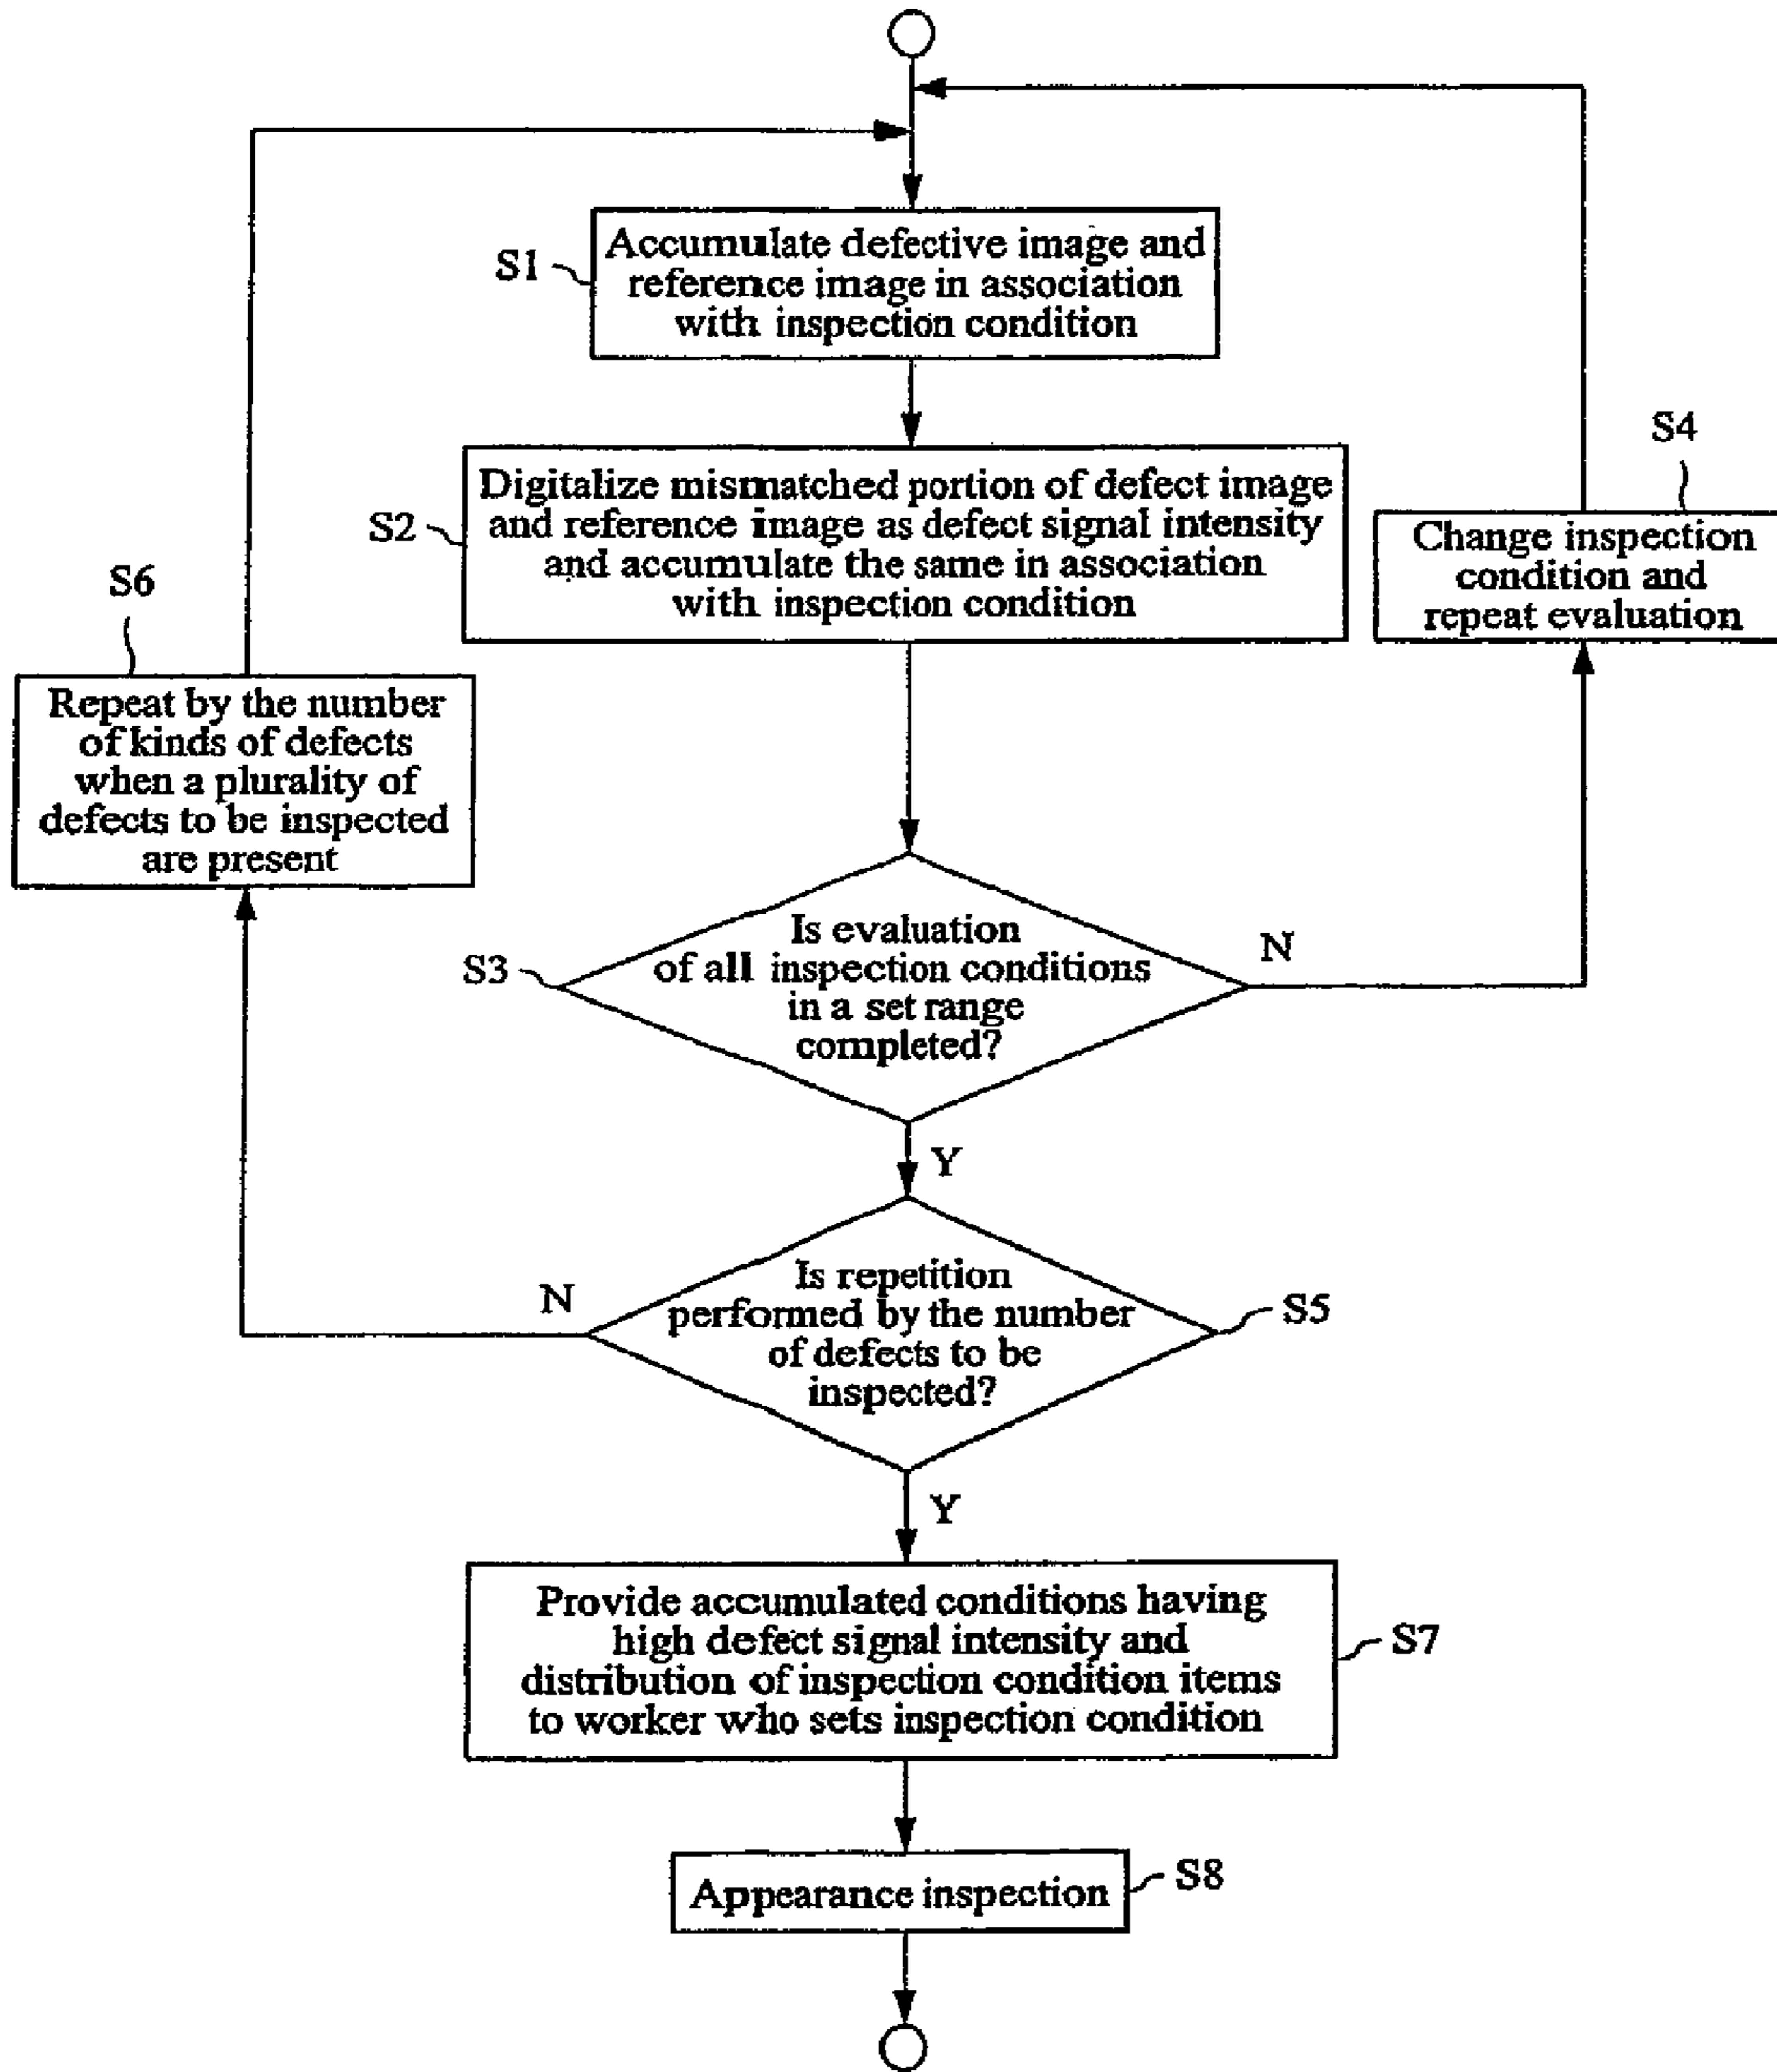 S1
Accumulate defective image and
reference image in association
with inspection condition
S2
Digitalize mismatched portion of defect image
and reference image as defect signal intensity
and accumulate the same in association
with inspection condition
S4
Change inspection
condition and
repeat evaluation
S6
Repeat by the number
of kinds of defects
when a plurality of
defects to be inspected
are present
S3
Is evaluation
of all inspection conditions
in a set range
completed?
N
Y
N
Is repetition
performed by the number
of defects to be
inspected?
S5
Y
Provide accumulated conditions having
high defect signal intensity and
distribution of inspection condition items
to worker who sets inspection condition
S7
Appearance inspection
S8